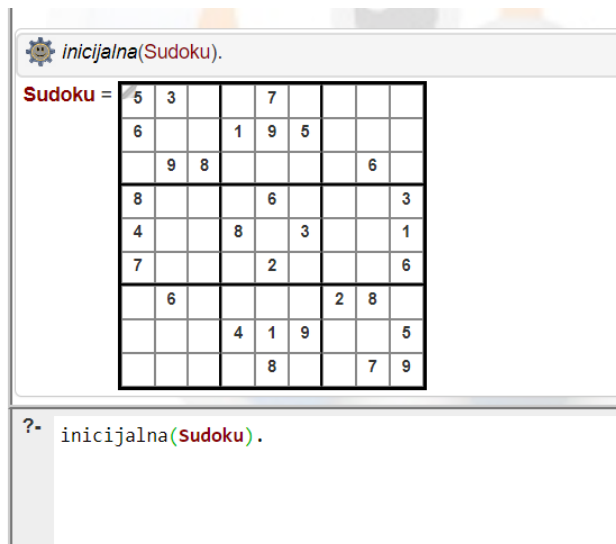 inicijalna(Sudoku).
Sudoku =
5 3 7
6 1 9 5
9 8 6
8 6 3
4 8 3 1
7 2 6
6 2 8
4 1 9 5
8 7 9
?- inicijalna(Sudoku).